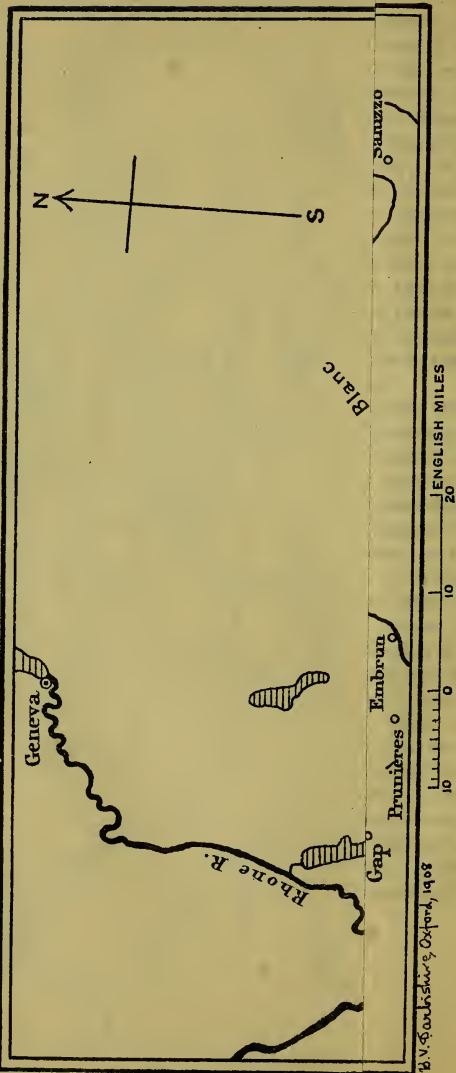 N
S
Geneva
Rhone R.
Blanc
Gap
Prunières
Embrun
Saluzzo
10 0 10 20
ENGLISH MILES
B.V. Darbishire, Oxford, 1908